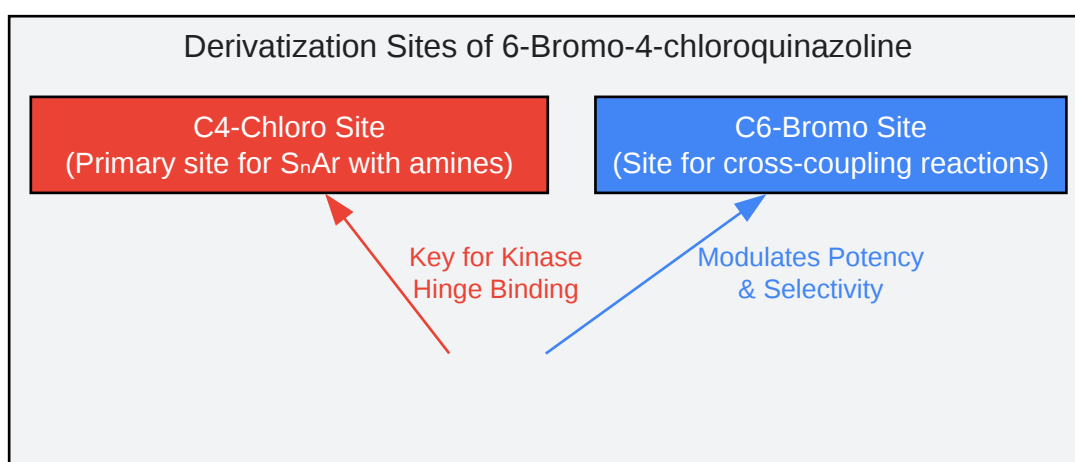 Derivatization Sites of 6-Bromo-4-chloroquinazoline
C4-Chloro Site
(Primary site for SₙAr with amines)
C6-Bromo Site
(Site for cross-coupling reactions)
Key for Kinase
Hinge Binding
Modulates Potency
& Selectivity